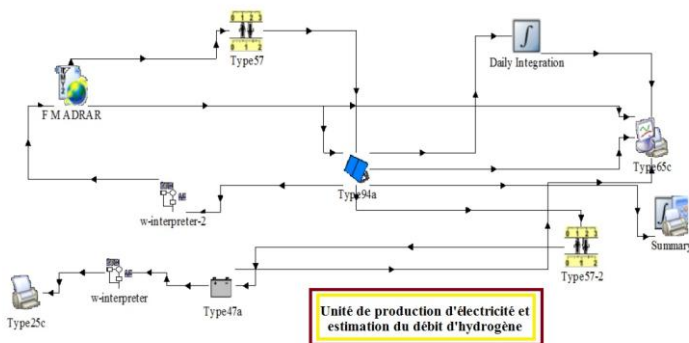 Type57
Daily Integration
F M ADRAR
Type65c
Type94a
w-interpreter-2
Summary
Type57-2
w-interpreter
Type47a
Type25c
Unité de production d'électricité et
estimation du débit d'hydrogène